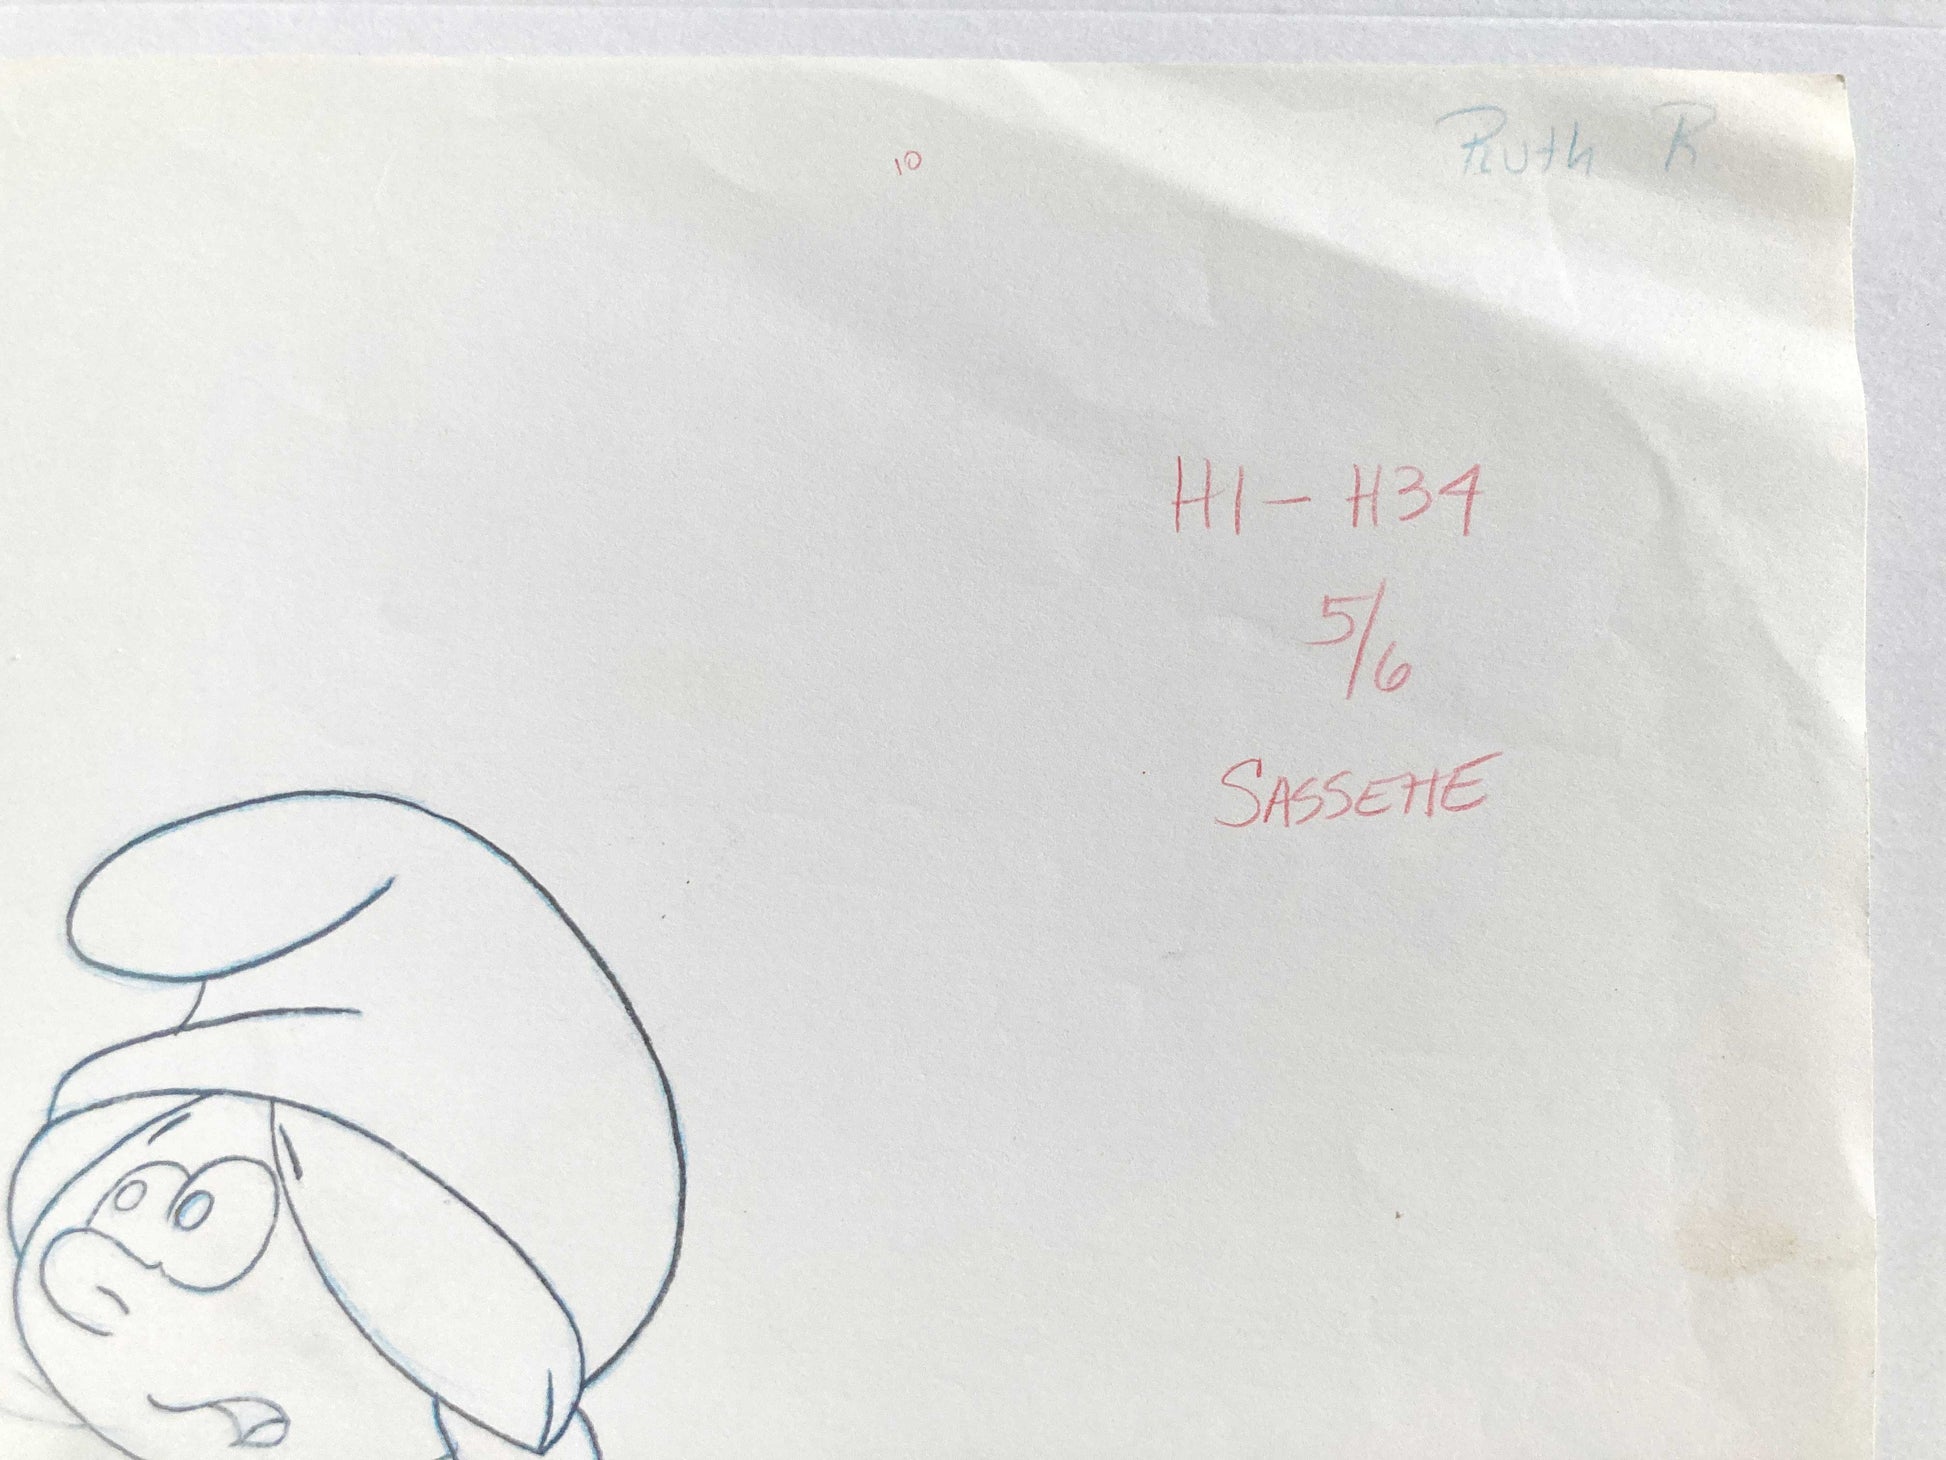 Ruth R
10
H1 - H34
5/6
SASSETTE